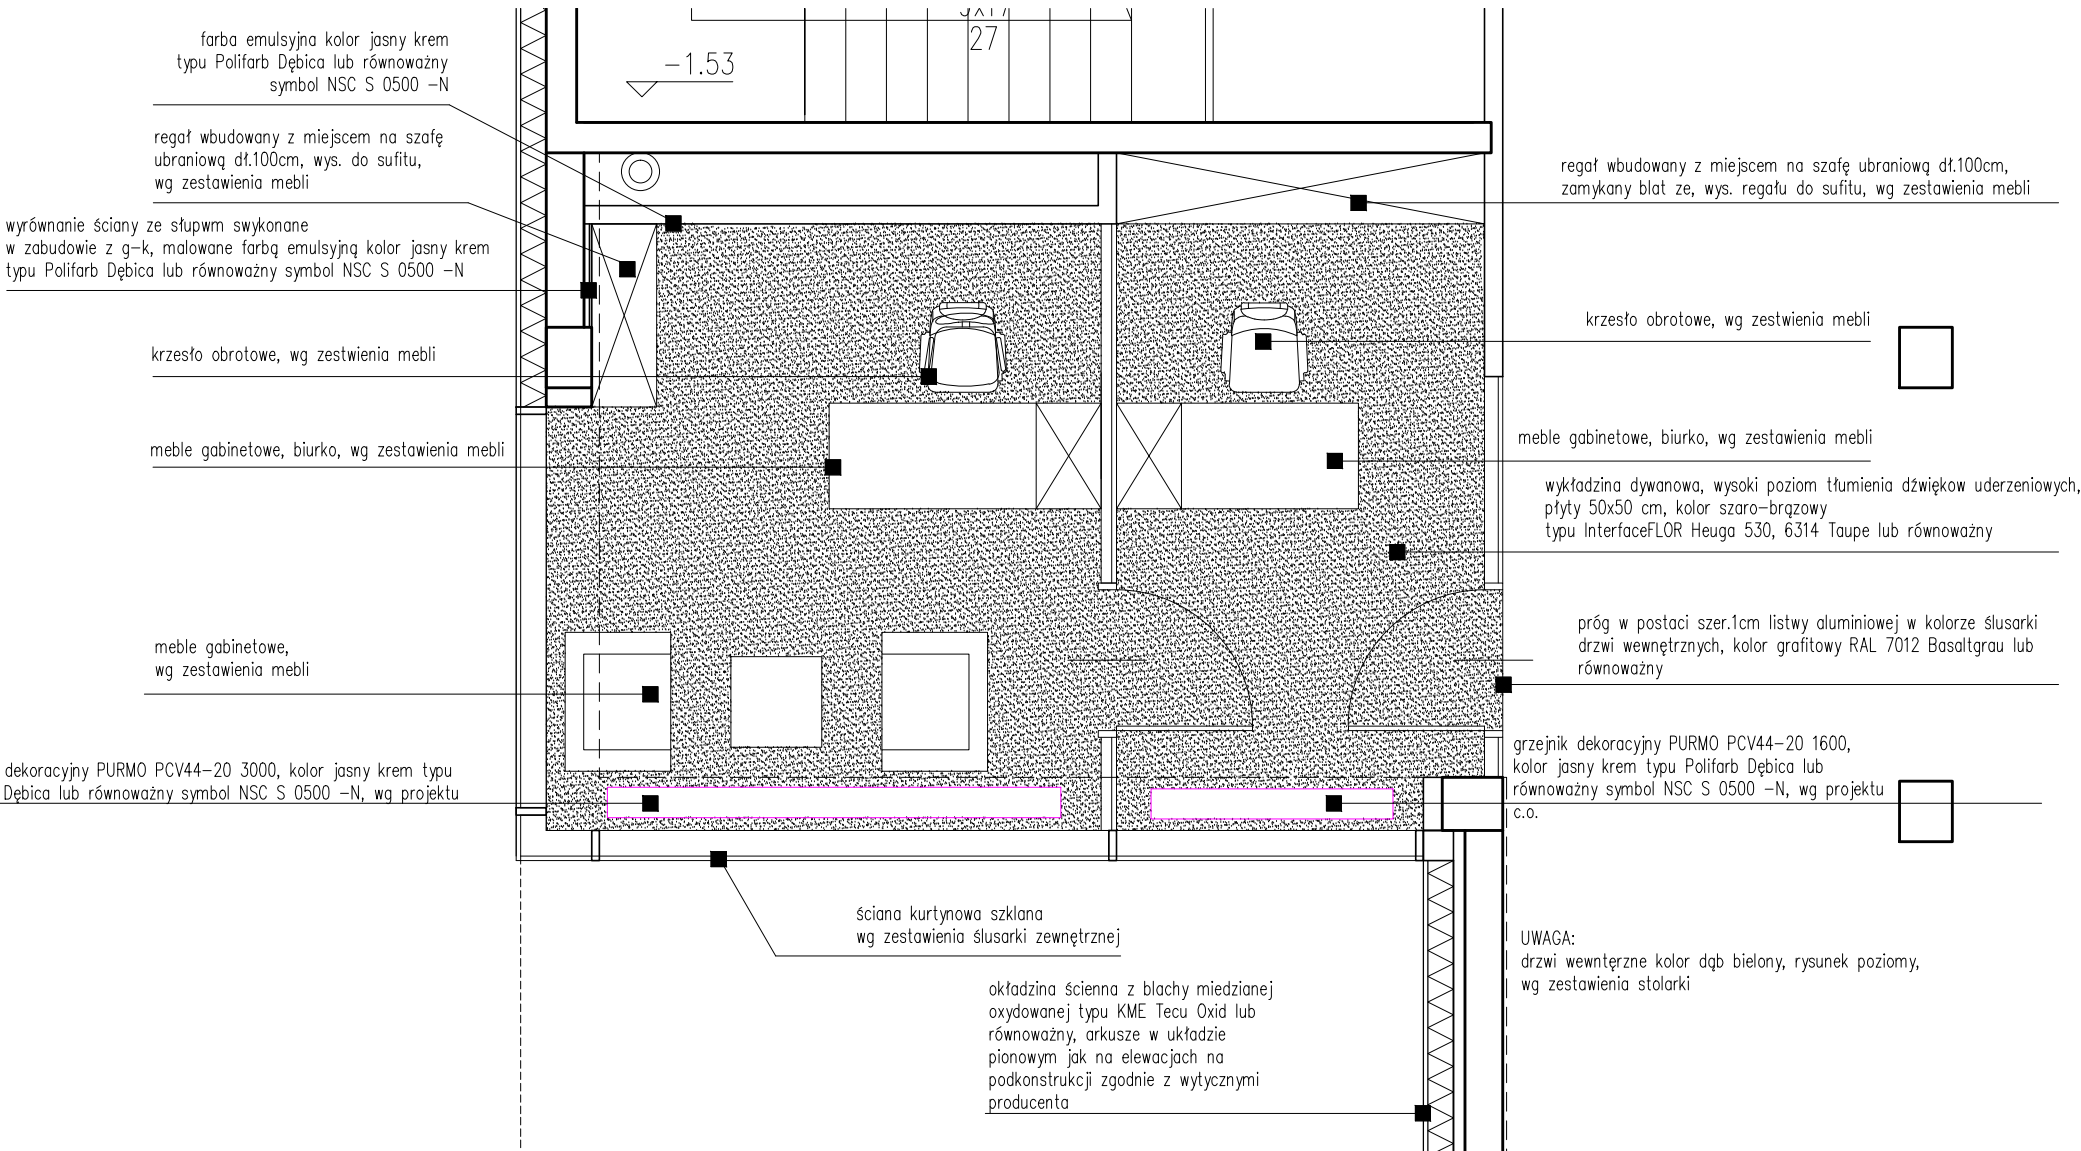 27
-1.53
farba emulsyjna kolor jasny krem
typu Polifarb Dębica lub równoważny
symbol NSC S 0500 -N
regał wbudowany z miejscem na szafę
ubraniową dł.100cm, wys. do sufitu,
wg zestawienia mebli
wyrównanie ściany ze słupwm swykonane
w zabudowie z g-k, malowane farbą emulsyjną kolor jasny krem
typu Polifarb Dębica lub równoważny symbol NSC S 0500 -N
krzesło obrotowe, wg zestwienia mebli
meble gabinetowe, biurko, wg zestawienia mebli
meble gabinetowe,
wg zestawienia mebli
dekoracyjny PURMO PCV44-20 3000, kolor jasny krem typu
Dębica lub równoważny symbol NSC S 0500 -N, wg projektu
regał wbudowany z miejscem na szafę ubraniową dł.100cm,
zamykany blat ze, wys. regału do sufitu, wg zestawienia mebli
krzesło obrotowe, wg zestwienia mebli
meble gabinetowe, biurko, wg zestawienia mebli
wykładzina dywanowa, wysoki poziom tłumienia dźwiękow uderzeniowych,
płyty 50x50 cm, kolor szaro-brązowy
typu InterfaceFLOR Heuga 530, 6314 Taupe lub równoważny
próg w postaci szer.1cm listwy aluminiowej w kolorze ślusarki
drzwi wewnętrznych, kolor grafitowy RAL 7012 Basaltgrau lub
równoważny
grzejnik dekoracyjny PURMO PCV44-20 1600,
kolor jasny krem typu Polifarb Dębica lub
równoważny symbol NSC S 0500 -N, wg projektu
c.o.
ściana kurtynowa szklana
wg zestawienia ślusarki zewnętrznej
UWAGA:
drzwi wewntęrzne kolor dąb bielony, rysunek poziomy,
wg zestawienia stolarki
okładzina ścienna z blachy miedzianej
oxydowanej typu KME Tecu Oxid lub
równoważny, arkusze w układzie
pionowym jak na elewacjach na
podkonstrukcji zgodnie z wytycznymi
producenta